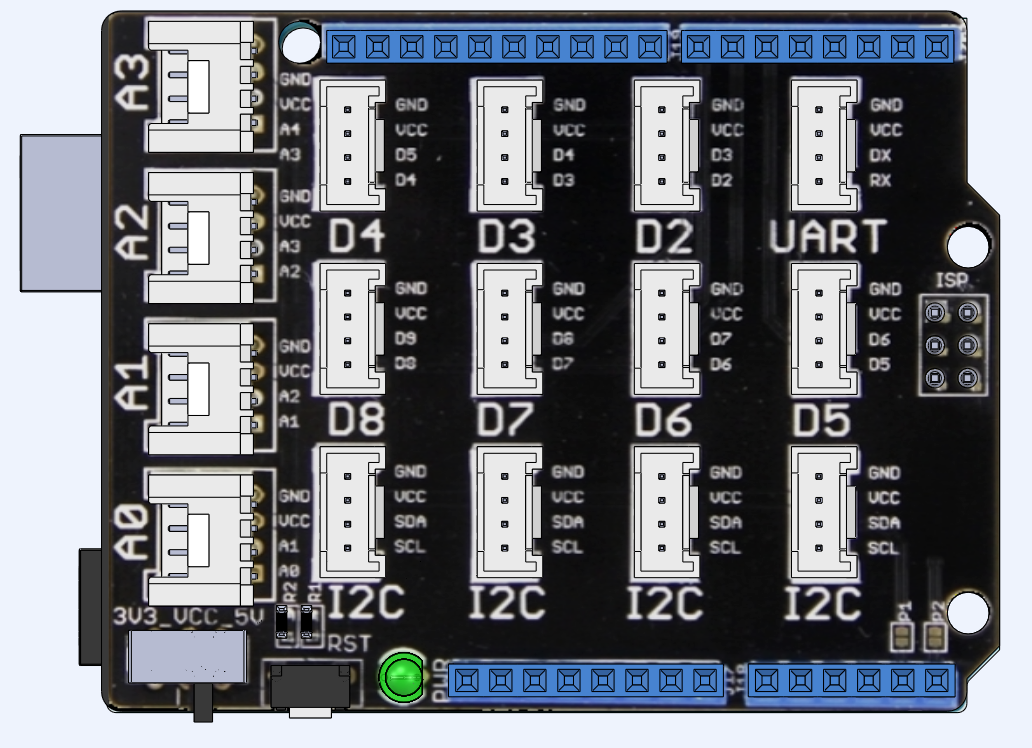 A3
GND
VCC
A4
A3
A2
GND
VCC
A3
A2
A1
GND
VCC
A2
A1
A0
GND
VCC
A1
A0
GND
VCC
D5
D4
D4
GND
VCC
D4
D3
D3
GND
VCC
D3
D2
D2
GND
VCC
DX
RX
UART
GND
VCC
D9
D8
D8
GND
VCC
D8
D7
D7
GND
VCC
D7
D6
D6
GND
VCC
D6
D5
D5
ISP
GND
VCC
SDA
SCL
I2C
GND
VCC
SDA
SCL
I2C
GND
VCC
SDA
SCL
I2C
GND
VCC
SDA
SCL
I2C
3V3_VCC_5V
R2
R1
RST
PWR
P1
P2